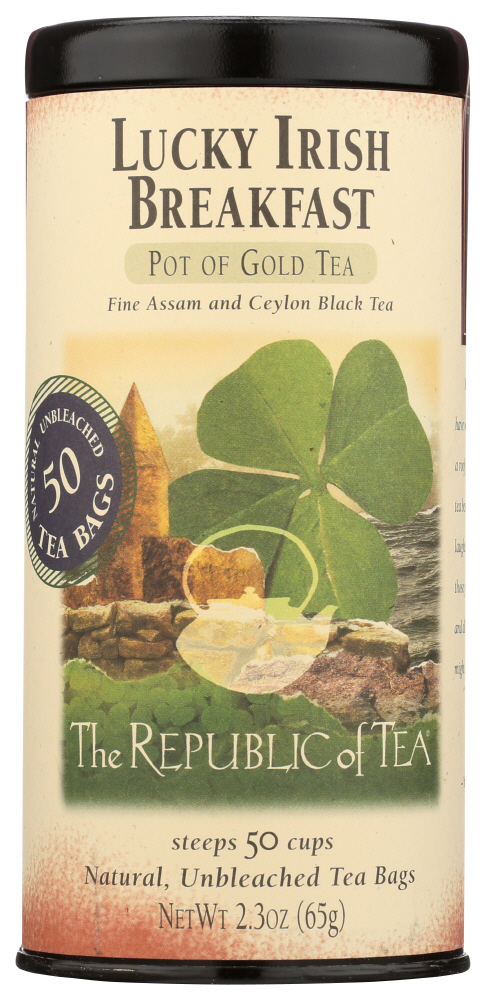 LUCKY IRISH
BREAKFAST
POT OF GOLD TEA
Fine Assam and Ceylon Black Tea
NATURAL UNBLEACHED
50
TEA BAGS
The REPUBLIC of TEA
steeps 50 cups
Natural, Unbleached Tea Bags
NETWT 2.3OZ (65g)